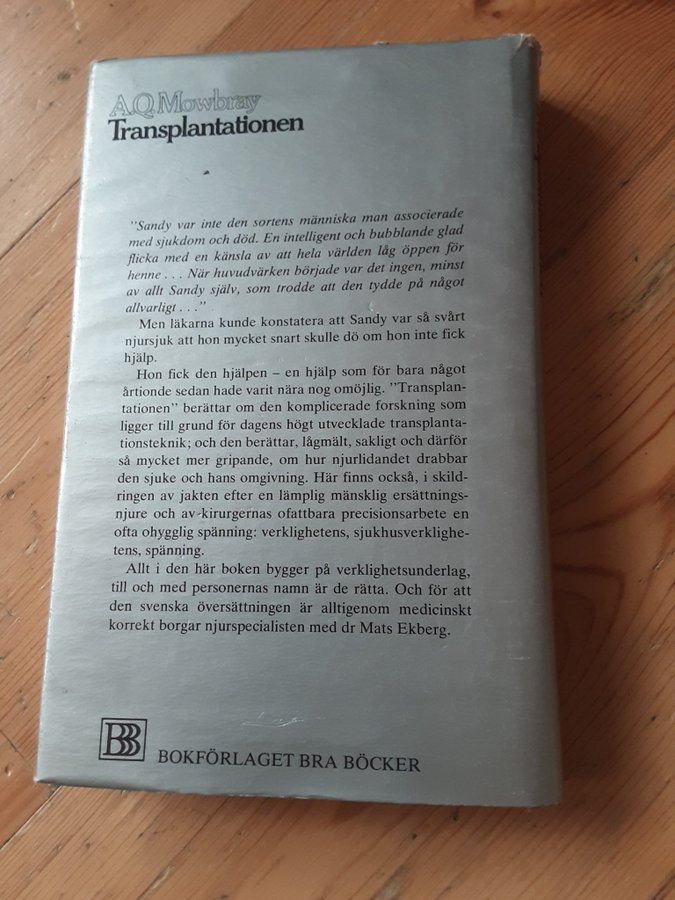 A.Q. Mowbray
Transplantationen
"Sandy var inte den sortens människa man associerade
med sjukdom och död. En intelligent och bubblande glad
flicka med en känsla av att hela världen låg öppen för
henne . . . När huvudvärken började var det ingen, minst
av allt Sandy själv, som trodde att den tydde på något
allvarligt . . ."
Men läkarna kunde konstatera att Sandy var så svårt
njursjuk att hon mycket snart skulle dö om hon inte fick
hjälp.
Hon fick den hjälpen – en hjälp som för bara något
årtionde sedan hade varit nära nog omöjlig. "Transplan-
tationen" berättar om den komplicerade forskning som
ligger till grund för dagens högt utvecklade transplanta-
tionsteknik; och den berättar, lågmält, sakligt och därför
så mycket mer gripande, om hur njurlidandet drabbar
den sjuke och hans omgivning. Här finns också, i skild-
ringen av jakten efter en lämplig mänsklig ersättnings-
njure och av kirurgernas ofattbara precisionsarbete en
ofta ohygglig spänning: verklighetens, sjukhusverklighe-
tens, spänning.
Allt i den här boken bygger på verklighetsunderlag,
till och med personernas namn är de rätta. Och för att
den svenska översättningen är alltigenom medicinskt
korrekt borgar njurspecialisten med dr Mats Ekberg.
BBB
BOKFÖRLAGET BRA BÖCKER